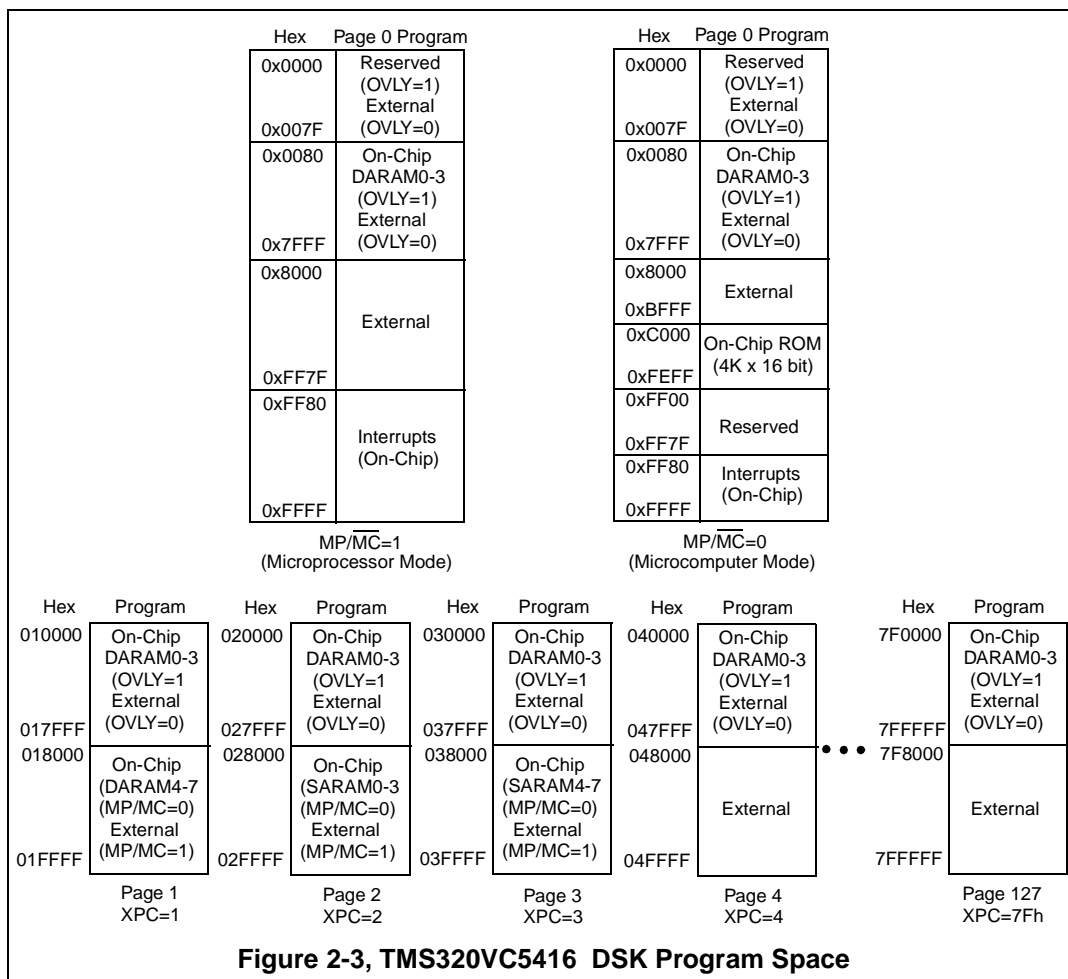 Hex Page 0 Program
0x0000
Reserved
(OVLY=1)
External
(OVLY=0)
0x007F
0x0080
On-Chip
DARAM0-3
(OVLY=1)
External
(OVLY=0)
0x7FFF
0x8000
External
0xFF7F
0xFF80
Interrupts
(On-Chip)
0xFFFF
MP/MC=1
(Microprocessor Mode)
Hex Page 0 Program
0x0000
Reserved
(OVLY=1)
External
(OVLY=0)
0x007F
0x0080
On-Chip
DARAM0-3
(OVLY=1)
External
(OVLY=0)
0x7FFF
0x8000
External
0xBFFF
0xC000
On-Chip ROM
(4K x 16 bit)
0xFEFF
0xFF00
Reserved
0xFF7F
0xFF80
Interrupts
(On-Chip)
0xFFFF
MP/MC=0
(Microcomputer Mode)
Hex Program
010000
On-Chip
DARAM0-3
(OVLY=1
External
(OVLY=0)
017FFF
018000
On-Chip
(DARAM4-7
(MP/MC=0)
External
(MP/MC=1)
01FFFF
Page 1
XPC=1
Hex Program
020000
On-Chip
DARAM0-3
(OVLY=1
External
(OVLY=0)
027FFF
028000
On-Chip
(SARAM0-3
(MP/MC=0)
External
(MP/MC=1)
02FFFF
Page 2
XPC=2
Hex Program
030000
On-Chip
DARAM0-3
(OVLY=1
External
(OVLY=0)
037FFF
038000
On-Chip
(SARAM4-7
(MP/MC=0)
External
(MP/MC=1)
03FFFF
Page 3
XPC=3
Hex Program
040000
On-Chip
DARAM0-3
(OVLY=1
External
(OVLY=0)
047FFF
048000
External
04FFFF
Page 4
XPC=4
• • •
Hex Program
7F0000
On-Chip
DARAM0-3
(OVLY=1
External
(OVLY=0)
7FFFFF
7F8000
External
7FFFFF
Page 127
XPC=7Fh
Figure 2-3, TMS320VC5416 DSK Program Space